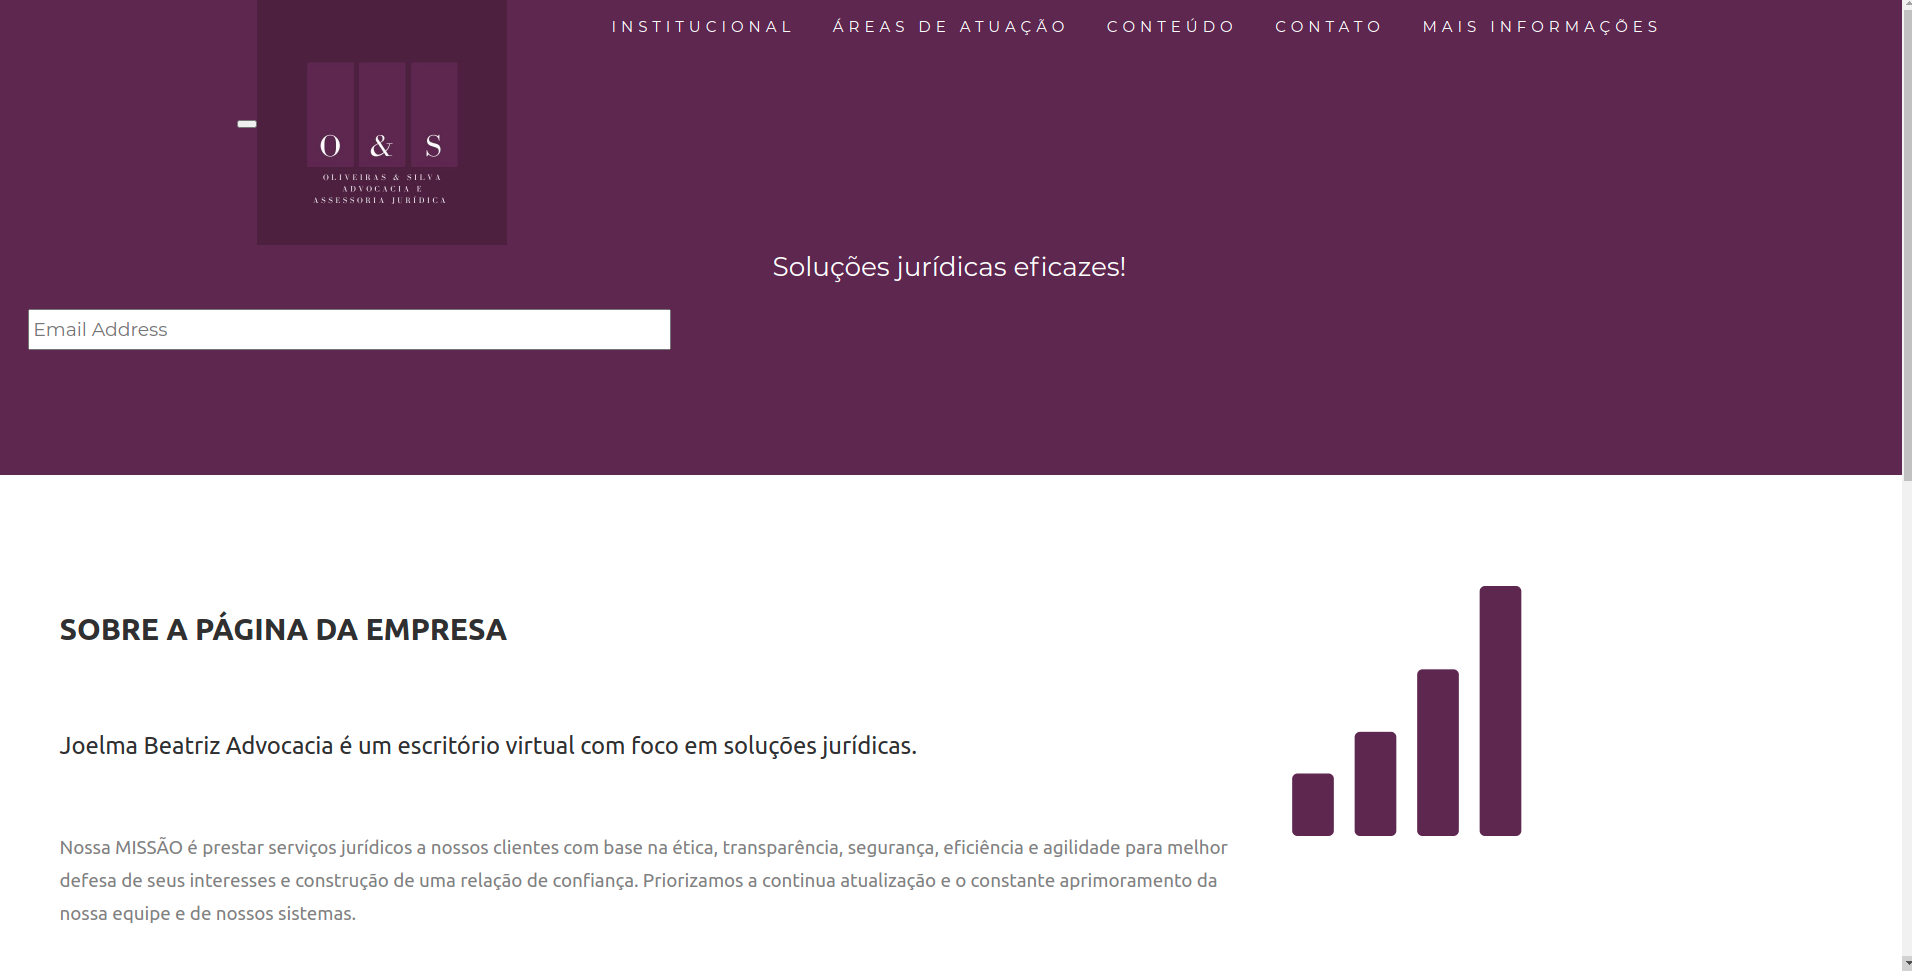 INSTITUCIONAL ÁREAS DE ATUAÇÃO CONTEÚDO CONTATO MAIS INFORMAÇÕES
O & S
OLIVEIRAS & SILVA
ADVOCACIA E
ASSESSORIA JURÍDICA
Soluções jurídicas eficazes!
Email Address
SOBRE A PÁGINA DA EMPRESA
Joelma Beatriz Advocacia é um escritório virtual com foco em soluções jurídicas.
Nossa MISSÃO é prestar serviços jurídicos a nossos clientes com base na ética, transparência, segurança, eficiência e agilidade para melhor
defesa de seus interesses e construção de uma relação de confiança. Priorizamos a continua atualização e o constante aprimoramento da
nossa equipe e de nossos sistemas.